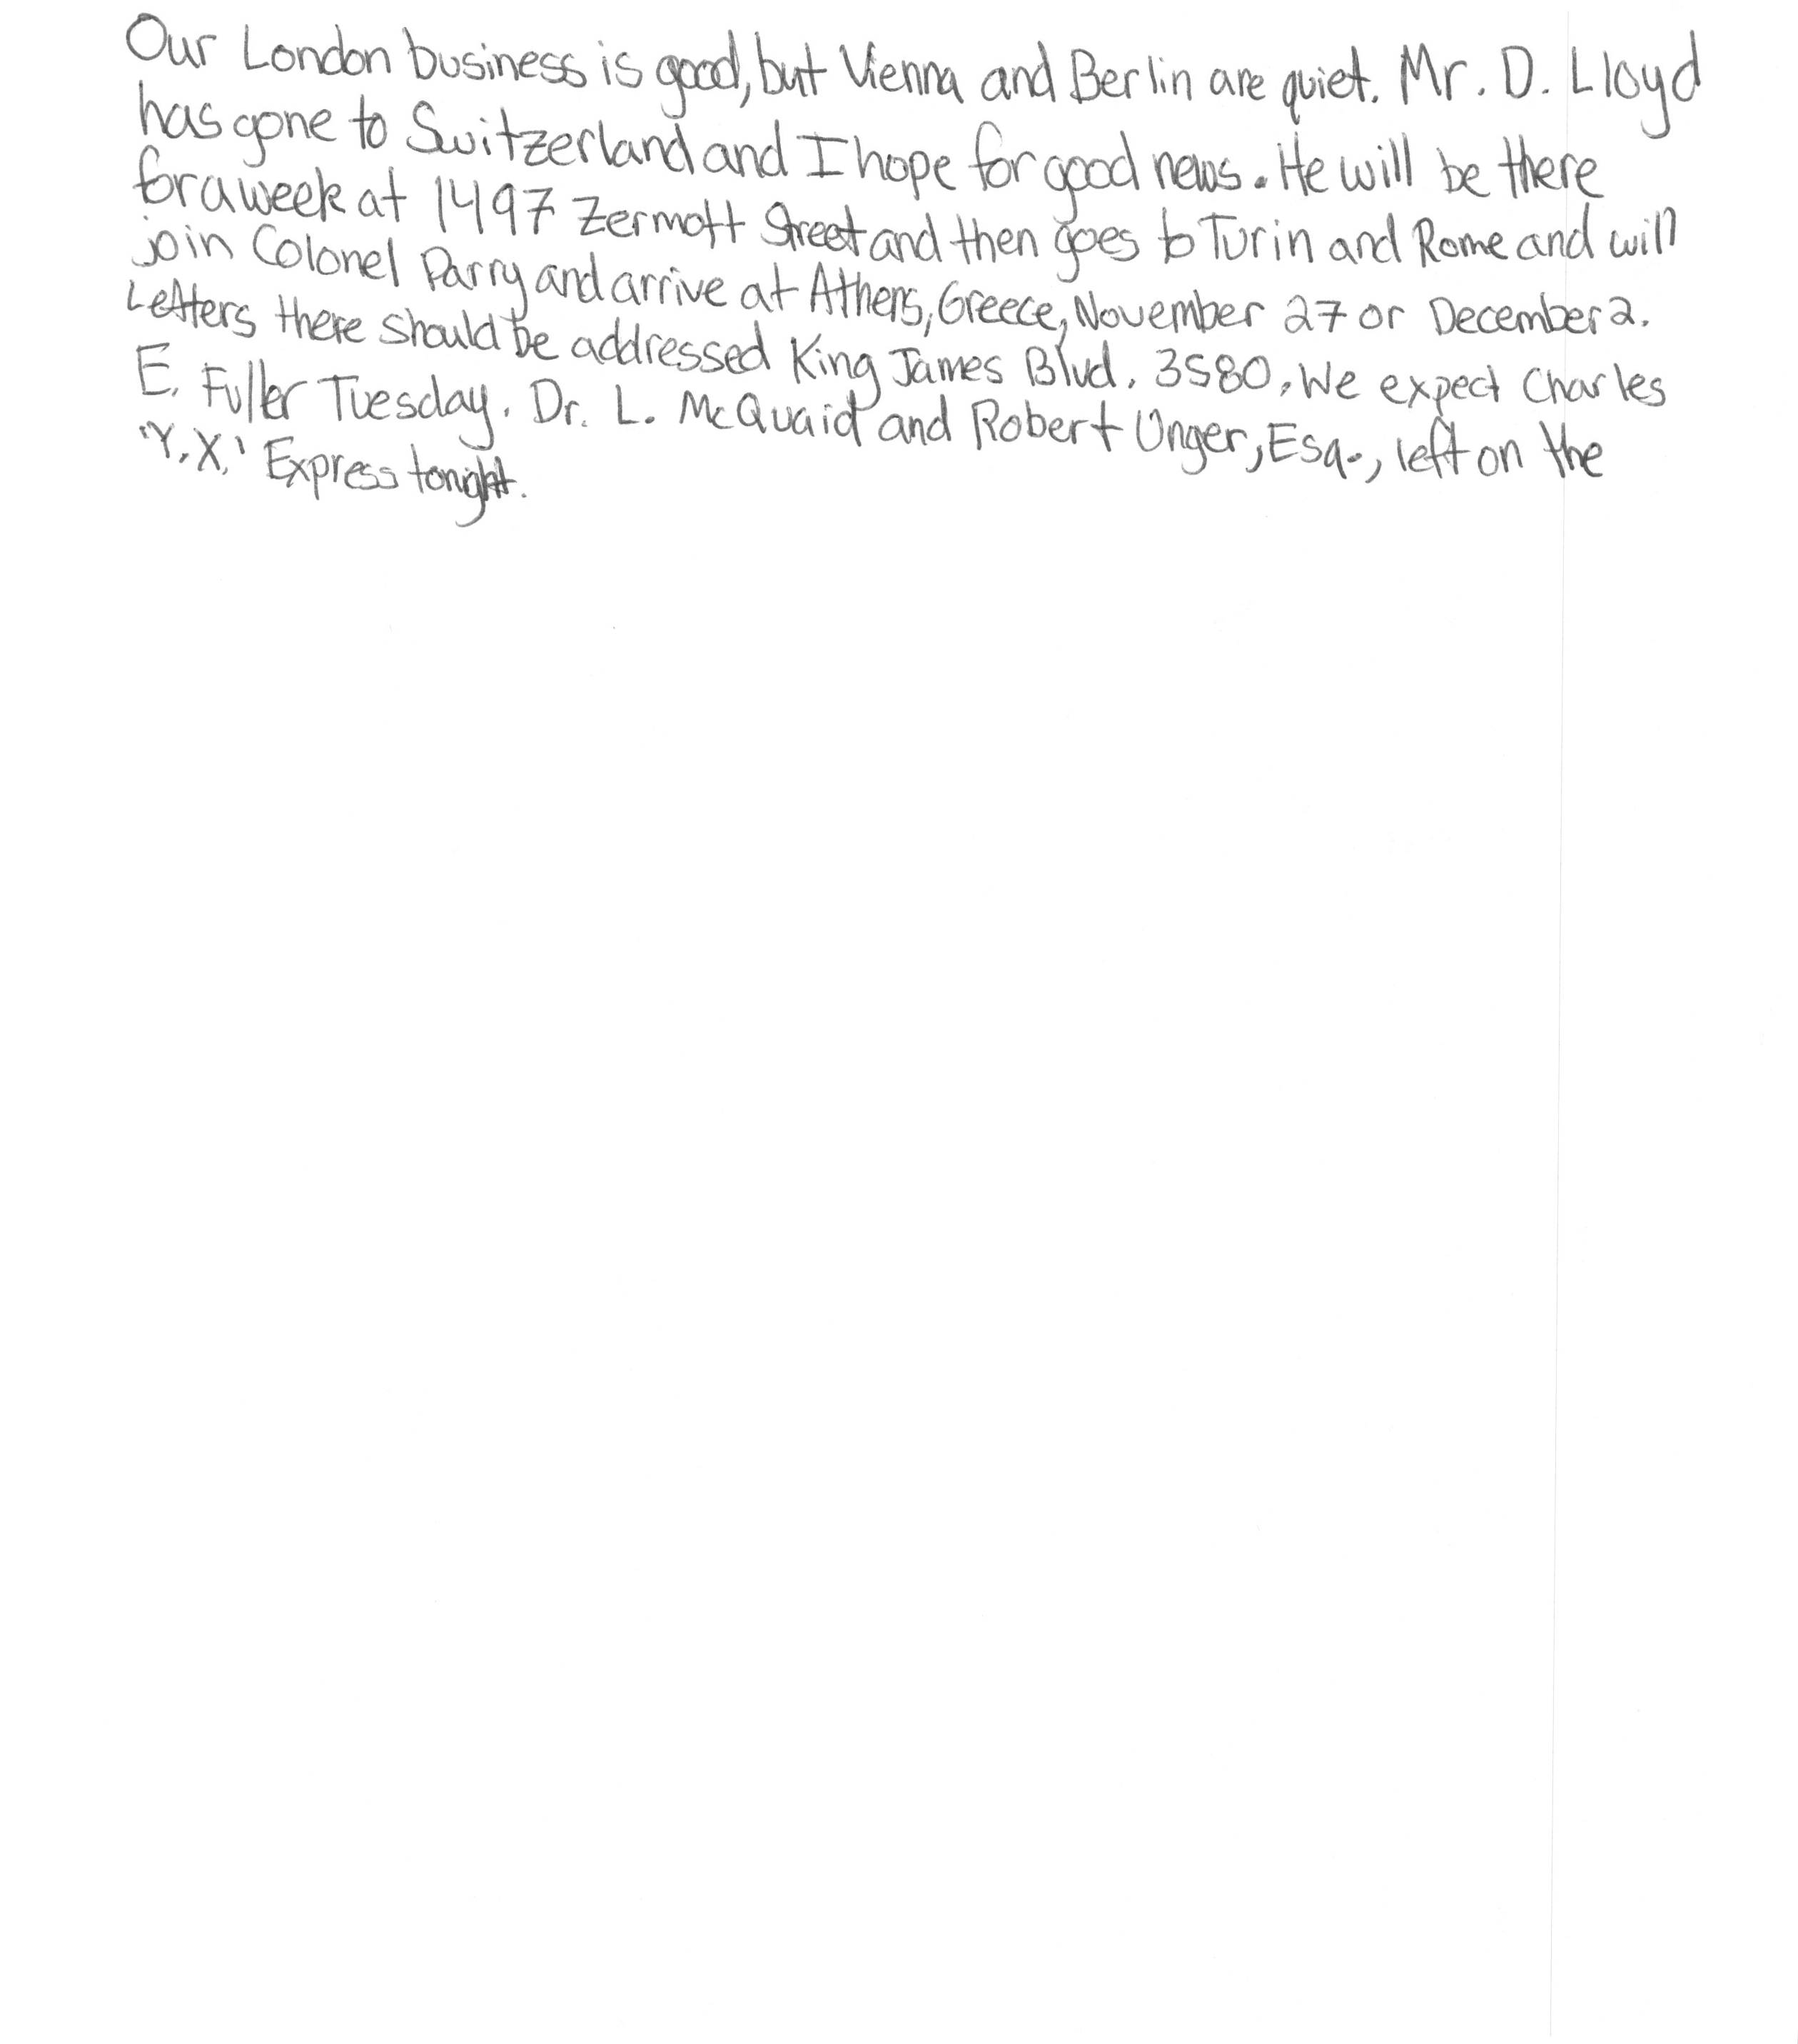 Our London business is good, but Vienna and Berlin are quiet. Mr. D. Lloyd
has gone to Switzerland and I hope for good news. He will be there
for a week at 1497 Zermott Street and then goes to Turin and Rome and will
join Colonel Parry and arrive at Athens, Greece, November 27 or December 2.
Letters there should be addressed King James Blvd. 3580. We expect Charles
E. Fuller Tuesday. Dr. L. McQuaid and Robert Unger, Esq., left on the
"Y.X.' Express tonight.